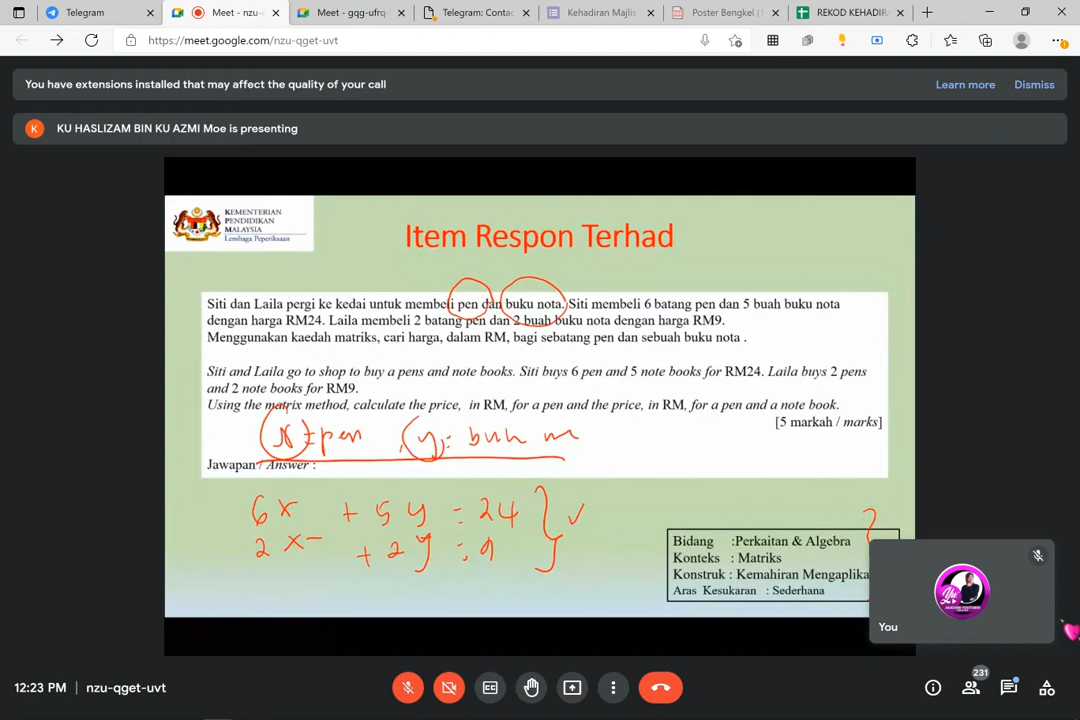 Telegram
Meet - nzu-
Meet - gqg-ufrq-
Telegram: Contac
Kehadiran Majlis
Poster Bengkel (1
REKOD KEHADIRA
https://meet.google.com/nzu-qget-uvt
You have extensions installed that may affect the quality of your call
Learn more
Dismiss
K
KU HASLIZAM BIN KU AZMI Moe is presenting
KEMENTERIAN
PENDIDIKAN
MALAYSIA
Lembaga Peperiksaan
Item Respon Terhad
Siti dan Laila pergi ke kedai untuk membeli pen dan buku nota. Siti membeli 6 batang pen dan 5 buah buku nota
dengan harga RM24. Laila membeli 2 batang pen dan 2 buah buku nota dengan harga RM9.
Menggunakan kaedah matriks, cari harga, dalam RM, bagi sebatang pen dan sebuah buku nota .
Siti and Laila go to shop to buy a pens and note books. Siti buys 6 pen and 5 note books for RM24. Laila buys 2 pens
and 2 note books for RM9.
Using the matrix method, calculate the price, in RM, for a pen and the price, in RM, for a pen and a note book.
[5 markah / marks]
x = pen , y = buku n
Jawapan / Answer :
6x + 5y = 24
2x + 2y = 9
Bidang :Perkaitan & Algebra
Konteks : Matriks
Konstruk : Kemahiran Mengaplika
Aras Kesukaran : Sederhana
You
12:23 PM
nzu-qget-uvt
231